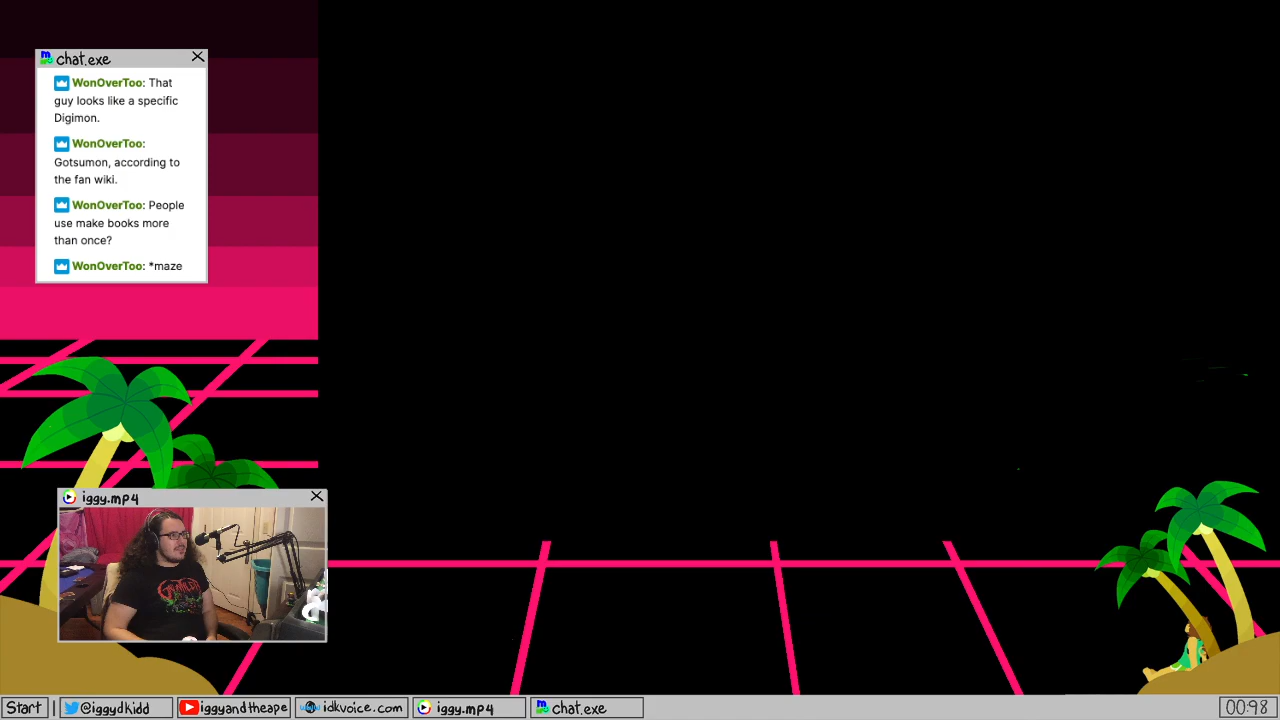 chat.exe
WonOverToo: That
guy looks like a specific
Digimon.
WonOverToo:
Gotsumon, according to
the fan wiki.
WonOverToo: People
use make books more
than once?
WonOverToo: *maze
iggy.mp4
Start | @iggydkidd iggyandtheape idkvoice.com iggy.mp4 chat.exe 00:98